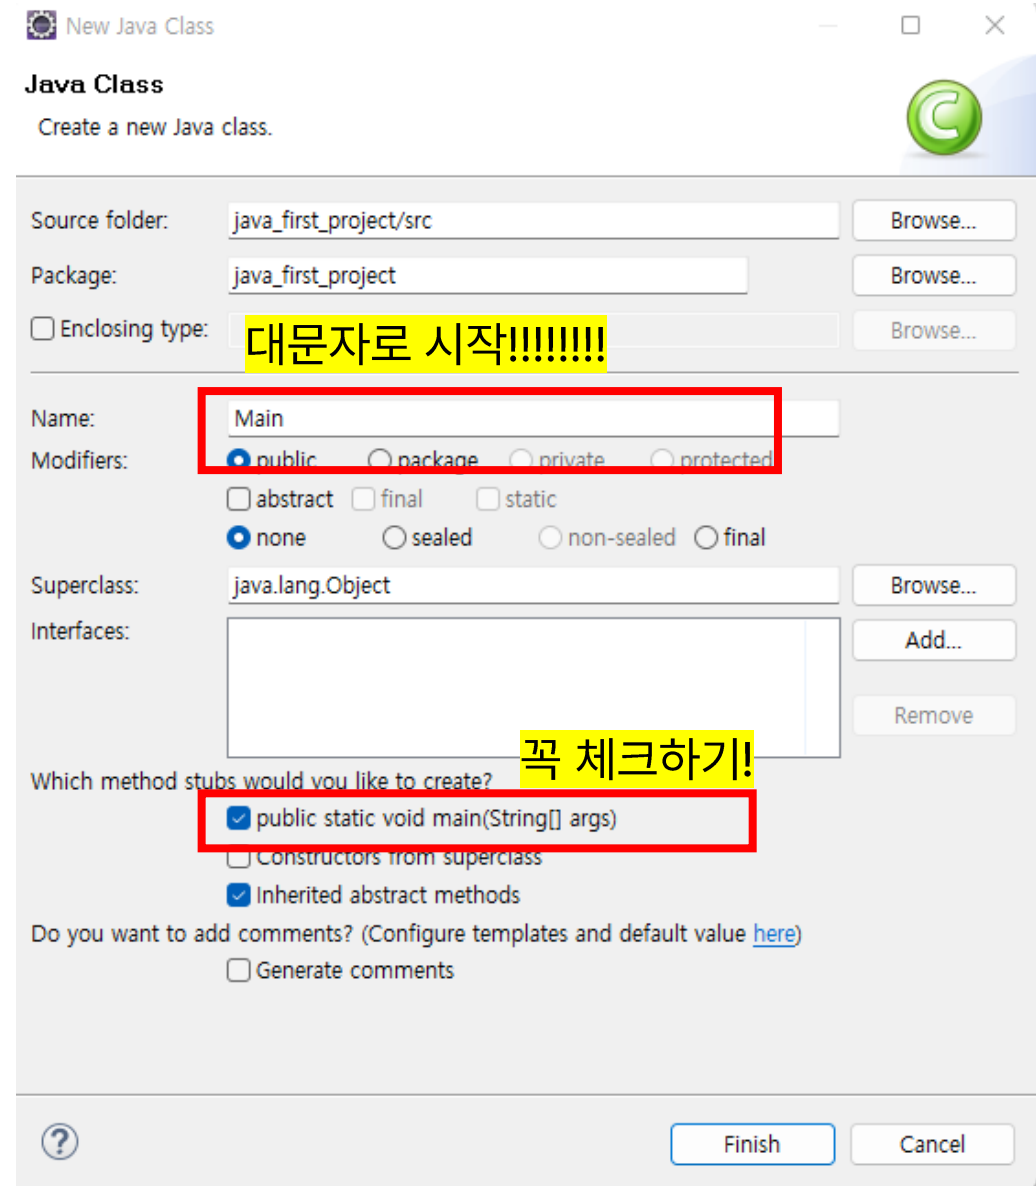 New Java Class
Java Class
Create a new Java class.
Source folder: java_first_project/src Browse...
Package: java_first_project Browse...
Enclosing type: Browse...
대문자로 시작!!!!!!!!
Name: Main
Modifiers: public package private protected
abstract final static
none sealed non-sealed final
Superclass: java.lang.Object Browse...
Interfaces: Add...
Remove
꼭 체크하기!
Which method stubs would you like to create?
public static void main(String[] args)
Constructors from superclass
Inherited abstract methods
Do you want to add comments? (Configure templates and default value here)
Generate comments
? Finish Cancel